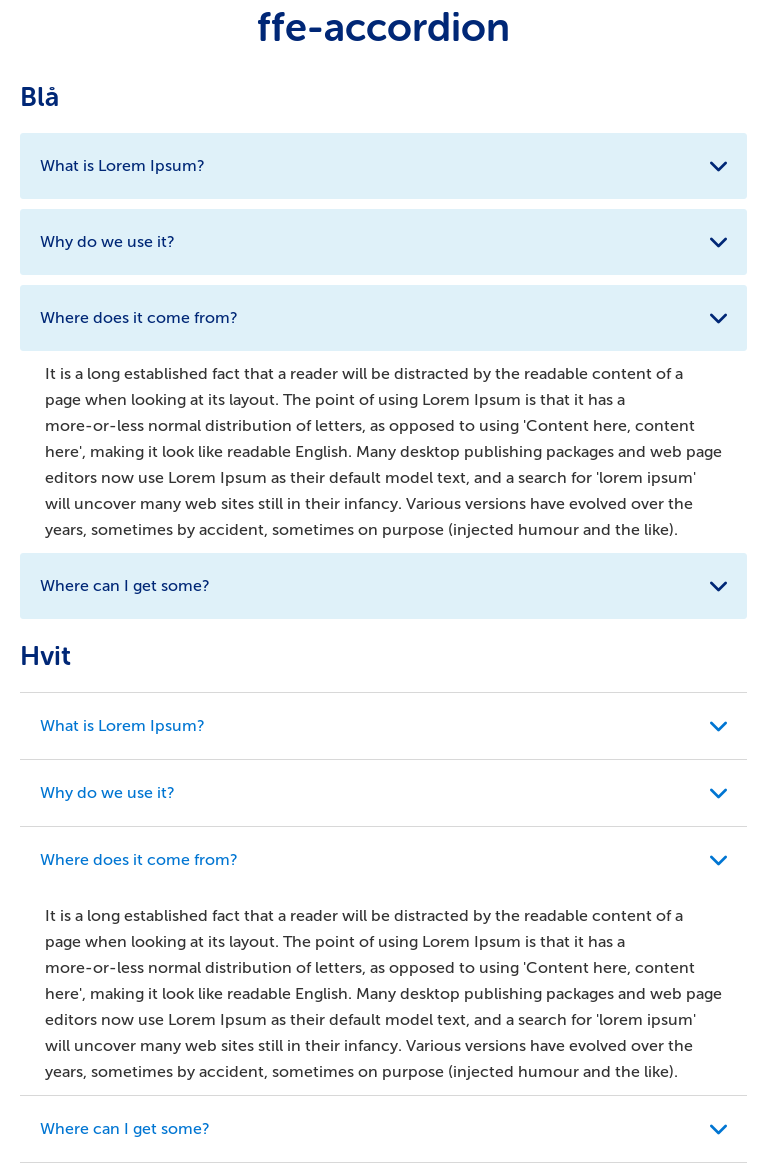 ffe-accordion
Blå
What is Lorem Ipsum?
Why do we use it?
Where does it come from?
It is a long established fact that a reader will be distracted by the readable content of a
page when looking at its layout. The point of using Lorem Ipsum is that it has a
more-or-less normal distribution of letters, as opposed to using 'Content here, content
here', making it look like readable English. Many desktop publishing packages and web page
editors now use Lorem Ipsum as their default model text, and a search for 'lorem ipsum'
will uncover many web sites still in their infancy. Various versions have evolved over the
years, sometimes by accident, sometimes on purpose (injected humour and the like).
Where can I get some?
Hvit
What is Lorem Ipsum?
Why do we use it?
Where does it come from?
It is a long established fact that a reader will be distracted by the readable content of a
page when looking at its layout. The point of using Lorem Ipsum is that it has a
more-or-less normal distribution of letters, as opposed to using 'Content here, content
here', making it look like readable English. Many desktop publishing packages and web page
editors now use Lorem Ipsum as their default model text, and a search for 'lorem ipsum'
will uncover many web sites still in their infancy. Various versions have evolved over the
years, sometimes by accident, sometimes on purpose (injected humour and the like).
Where can I get some?